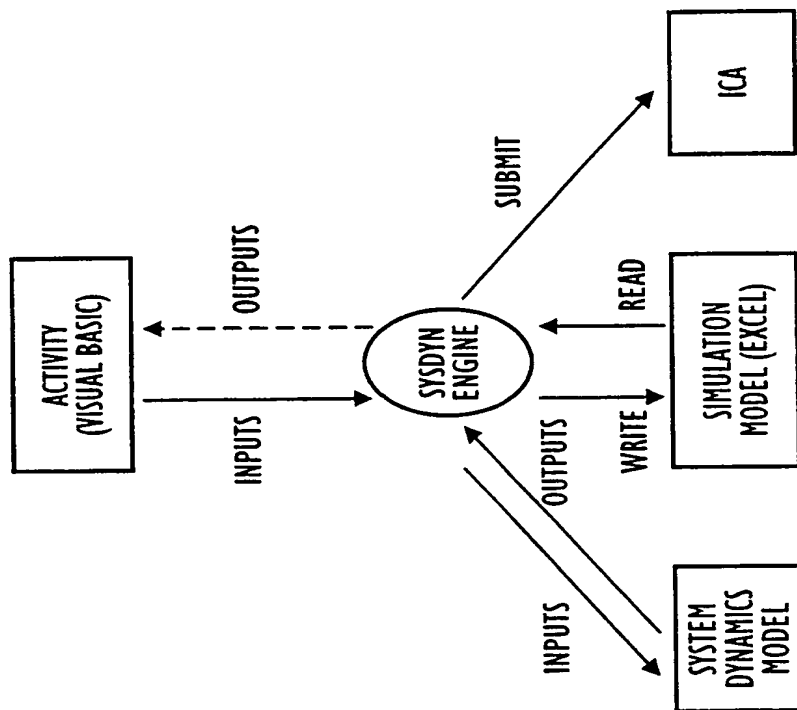 ACTIVITY
(VISUAL BASIC)
INPUTS
OUTPUTS
SYSDYN
ENGINE
INPUTS
OUTPUTS
WRITE
READ
SUBMIT
SYSTEM
DYNAMICS
MODEL
SIMULATION
MODEL (EXCEL)
ICA